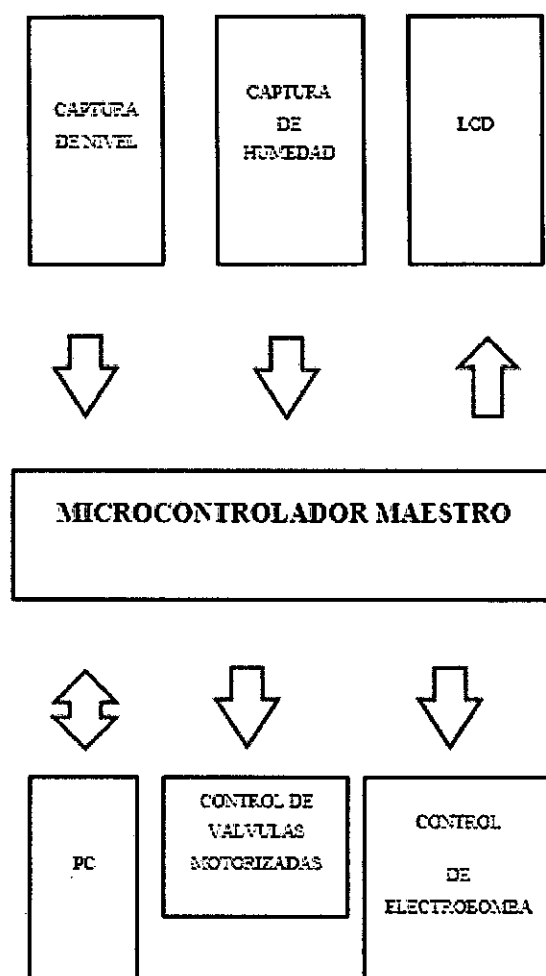 CAPTURA
DE NIVEL
CAPTURA
DE
HUMEDAD
LCD
MICROCONTROLADOR MAESTRO
PC
CONTROL DE
VALVULAS
MOTORIZADAS
CONTROL
DE
ELECTROBOMBA